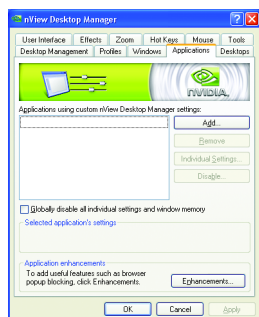 nView Desktop Manager
User Interface Effects Zoom Hot Keys Mouse Tools
Desktop Management Profiles Windows Applications Desktops
NVIDIA.
Applications using custom nView Desktop Manager settings:
Add...
Remove
Individual Settings...
Disable...
Globally disable all individual settings and window memory
Selected application's settings
Application enhancements
To add useful features such as browser
popup blocking, click Enhancements.
Enhancements...
OK Cancel Apply